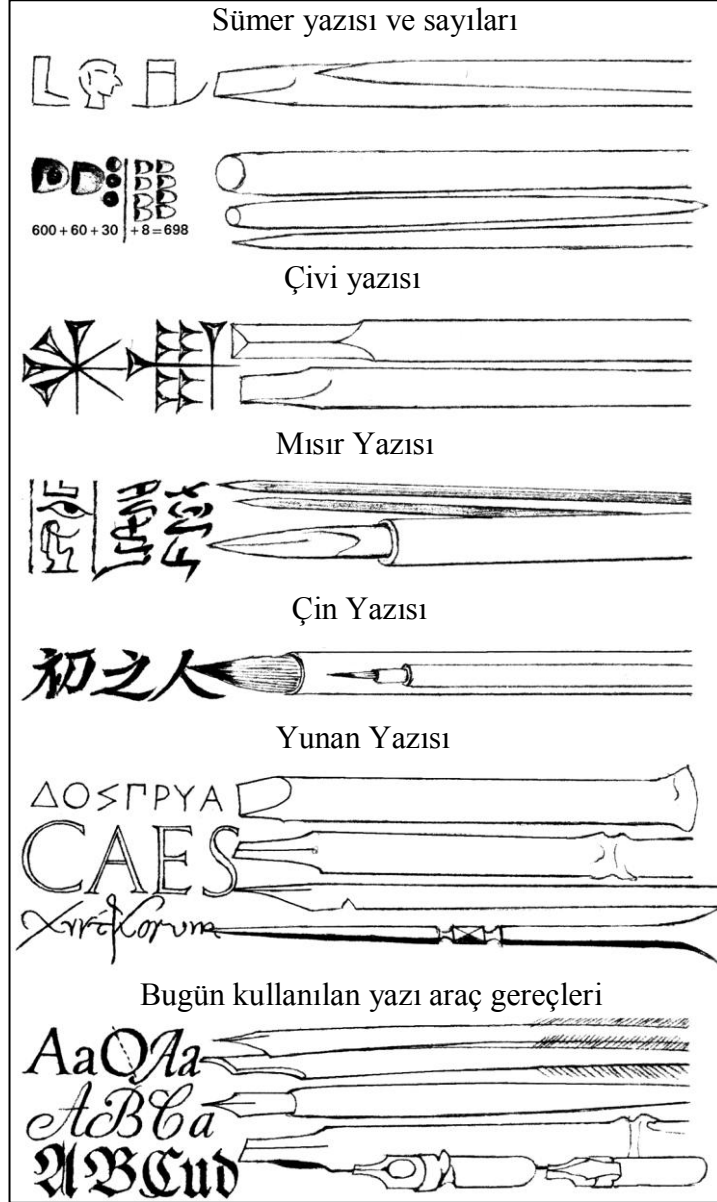 Sümer yazısı ve sayıları
600 + 60 + 30 + 8 = 698
Çivi yazısı
Mısır Yazısı
Çin Yazısı
初之人
Yunan Yazısı
ΔΟSΓΡΥΑ
CAES
Bugün kullanılan yazı araç gereçleri
AaQAa
ABCa
ABCud